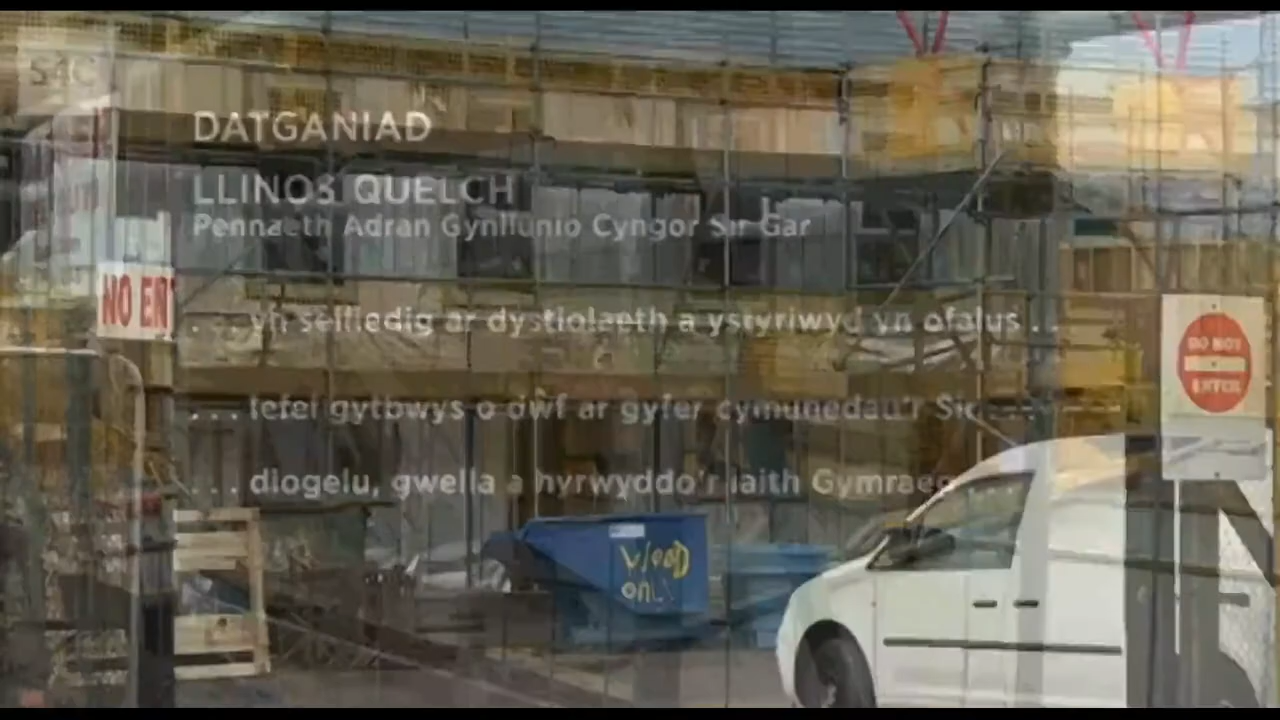 S4C
DATGANIAD
LLINOS QUELCH
Pennaeth Adran Gynllunio Cyngor Sir Gar
NO EN
... yn seiliedig ar dystiolaeth a ystyriwyd yn ofalus ...
DO NOT
ENTER
... lefel gytbwys o dwf ar gyfer cymunedau'r Sir ...
... diogelu, gwella a hyrwyddo'r iaith Gymraeg ...
WOOD
ONLY